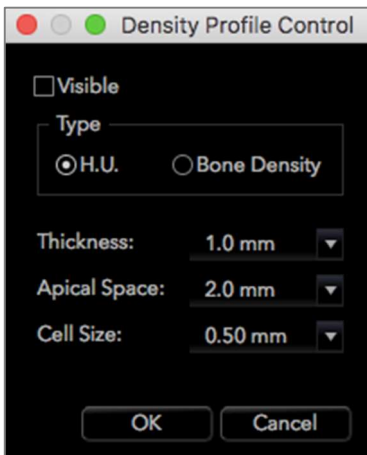 Density Profile Control
Visible
Type
H.U. Bone Density
Thickness: 1.0 mm
Apical Space: 2.0 mm
Cell Size: 0.50 mm
OK Cancel